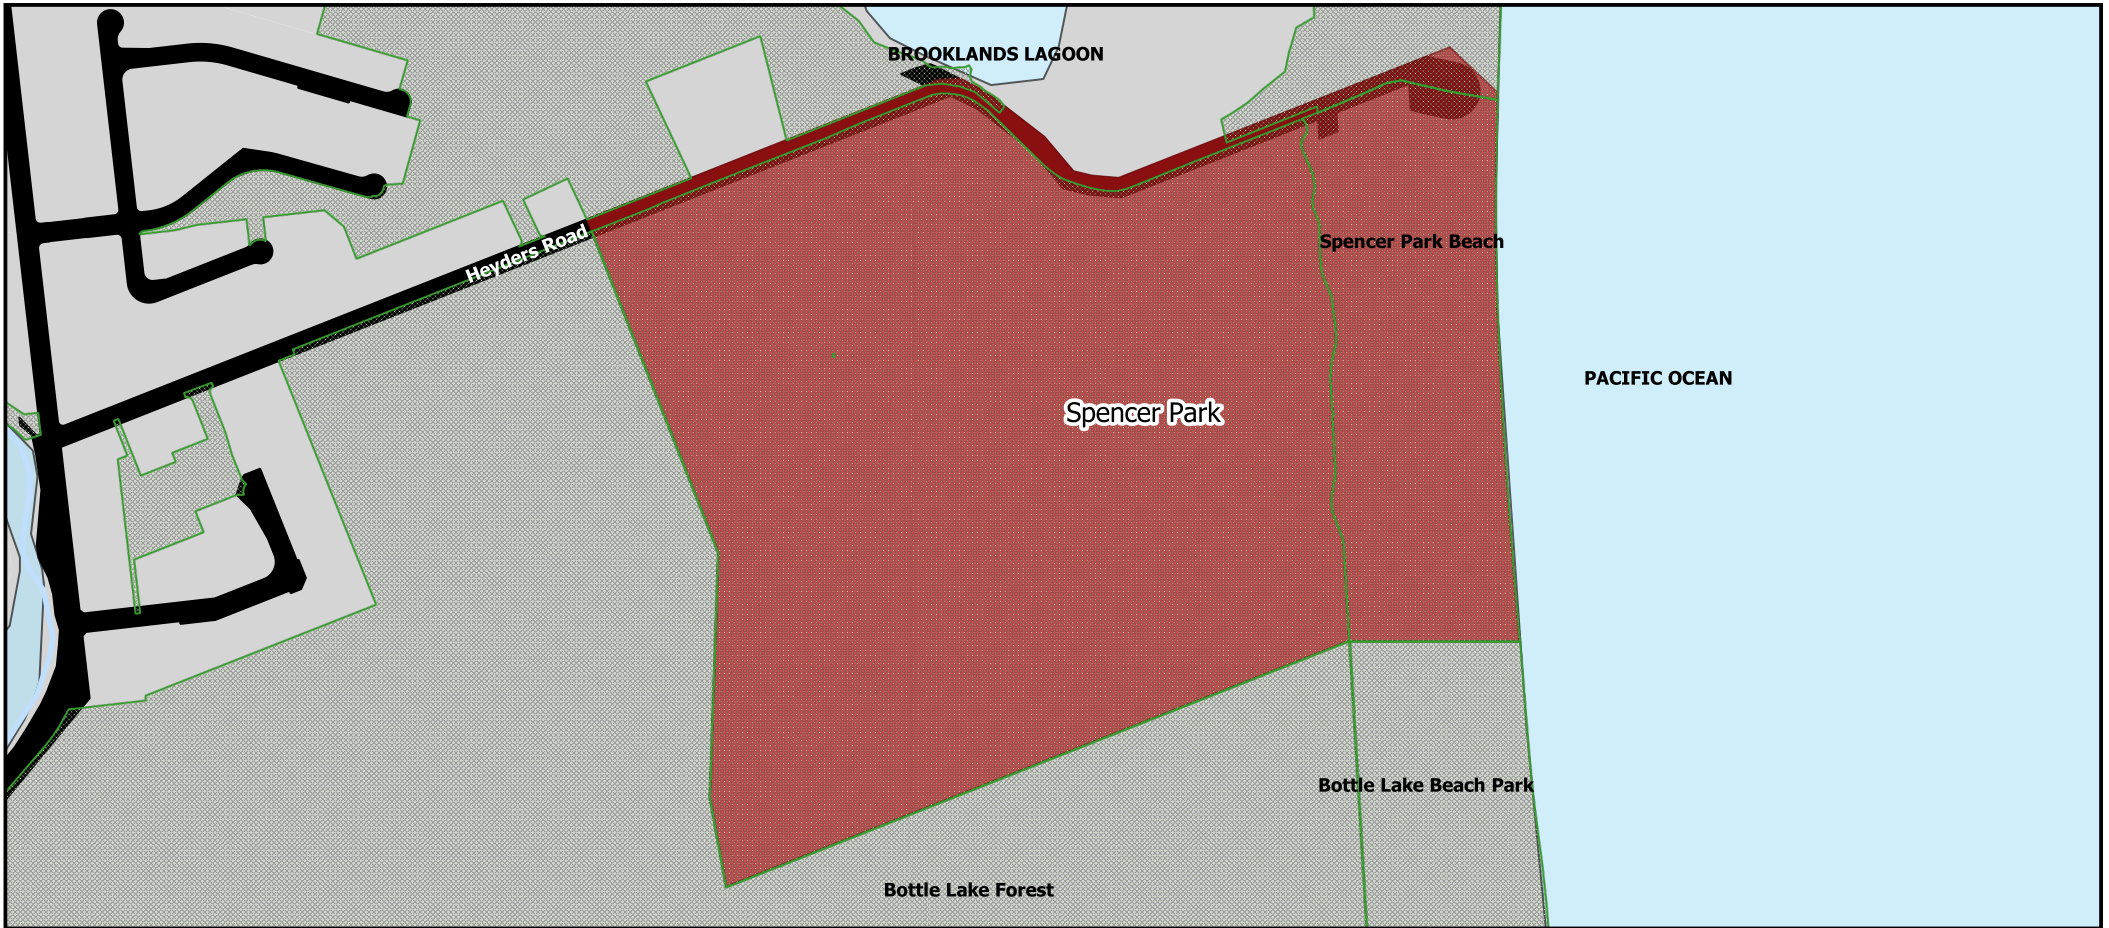 BROOKLANDS LAGOON
Heyders Road
Spencer Park Beach
PACIFIC OCEAN
Spencer Park
Bottle Lake Beach Park
Bottle Lake Forest